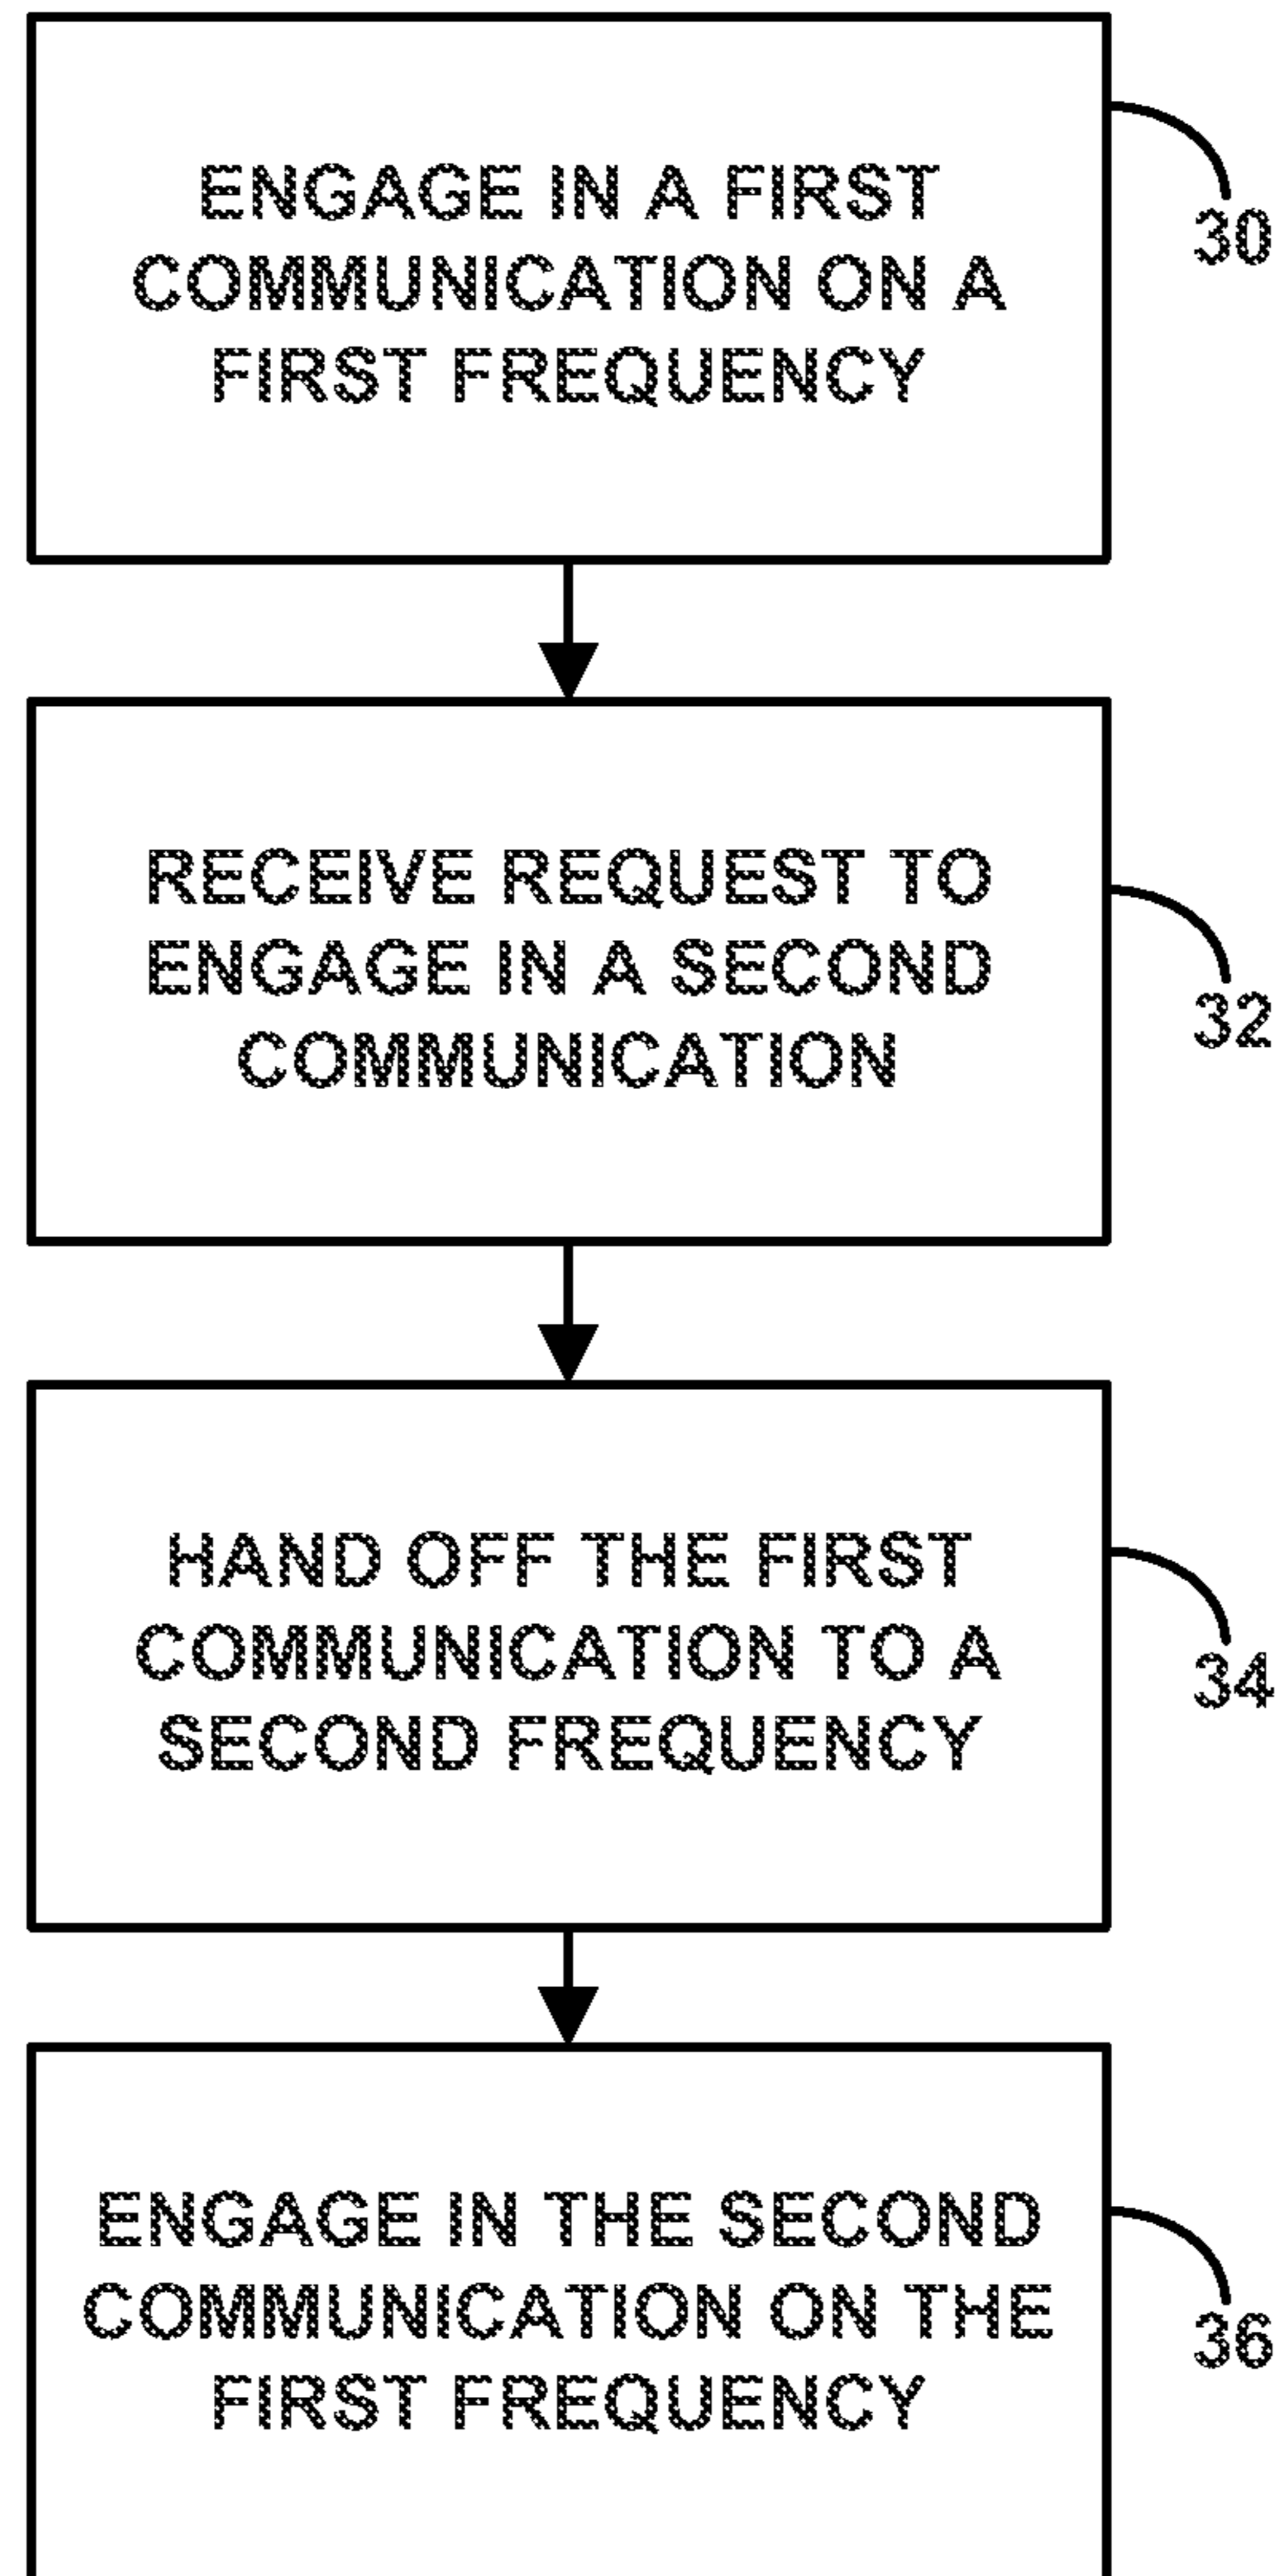 ENGAGE IN A FIRST
COMMUNICATION ON A
FIRST FREQUENCY
30
RECEIVE REQUEST TO
ENGAGE IN A SECOND
COMMUNICATION
32
HAND OFF THE FIRST
COMMUNICATION TO A
SECOND FREQUENCY
34
ENGAGE IN THE SECOND
COMMUNICATION ON THE
FIRST FREQUENCY
36